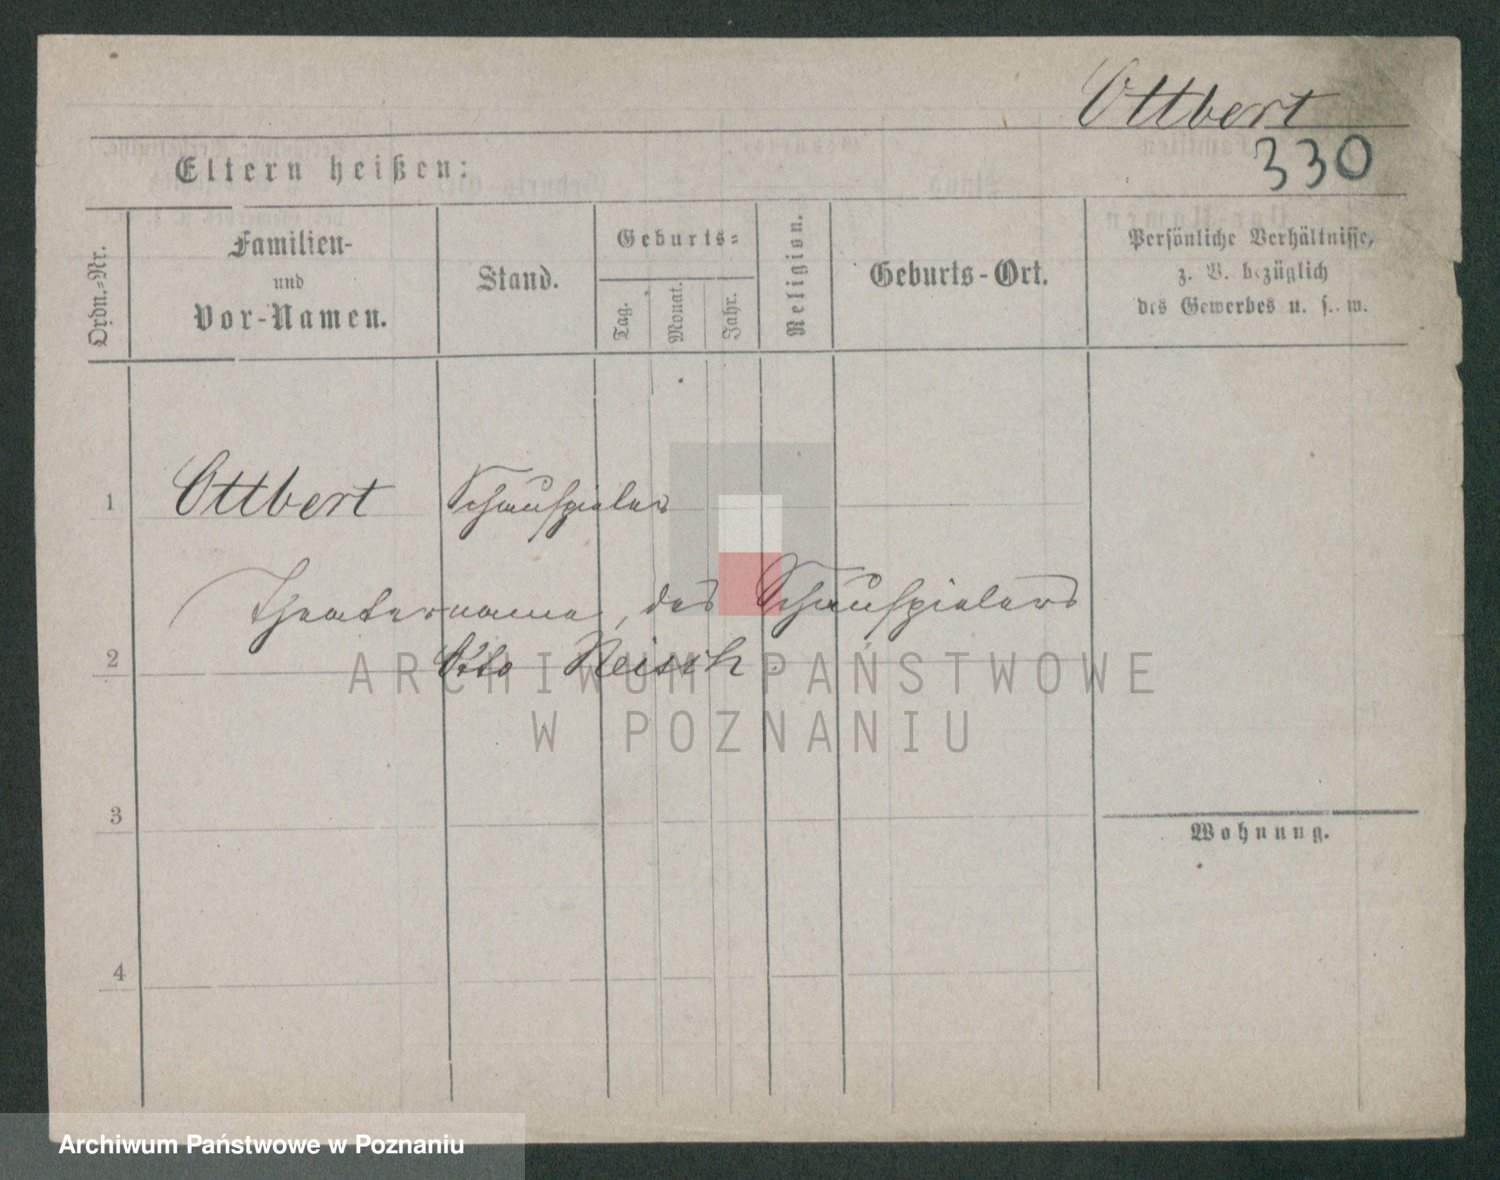 Ottbert
330
Eltern heißen:
Ordn.-Nr.
Familien-
und
Vor-Namen.
Stand.
Geburts-
Tag.
Monat.
Jahr.
Religion.
Geburts-Ort.
Persönliche Verhältnisse,
z. B. bezüglich
des Gewerbes u. s. w.
1 Ottbert Schauspieler
Theatername, des Schauspielers
2 Otto Reisch
ARCHIWUM PAŃSTWOWE
W POZNANIU
3
Wohnung.
4
Archiwum Państwowe w Poznaniu